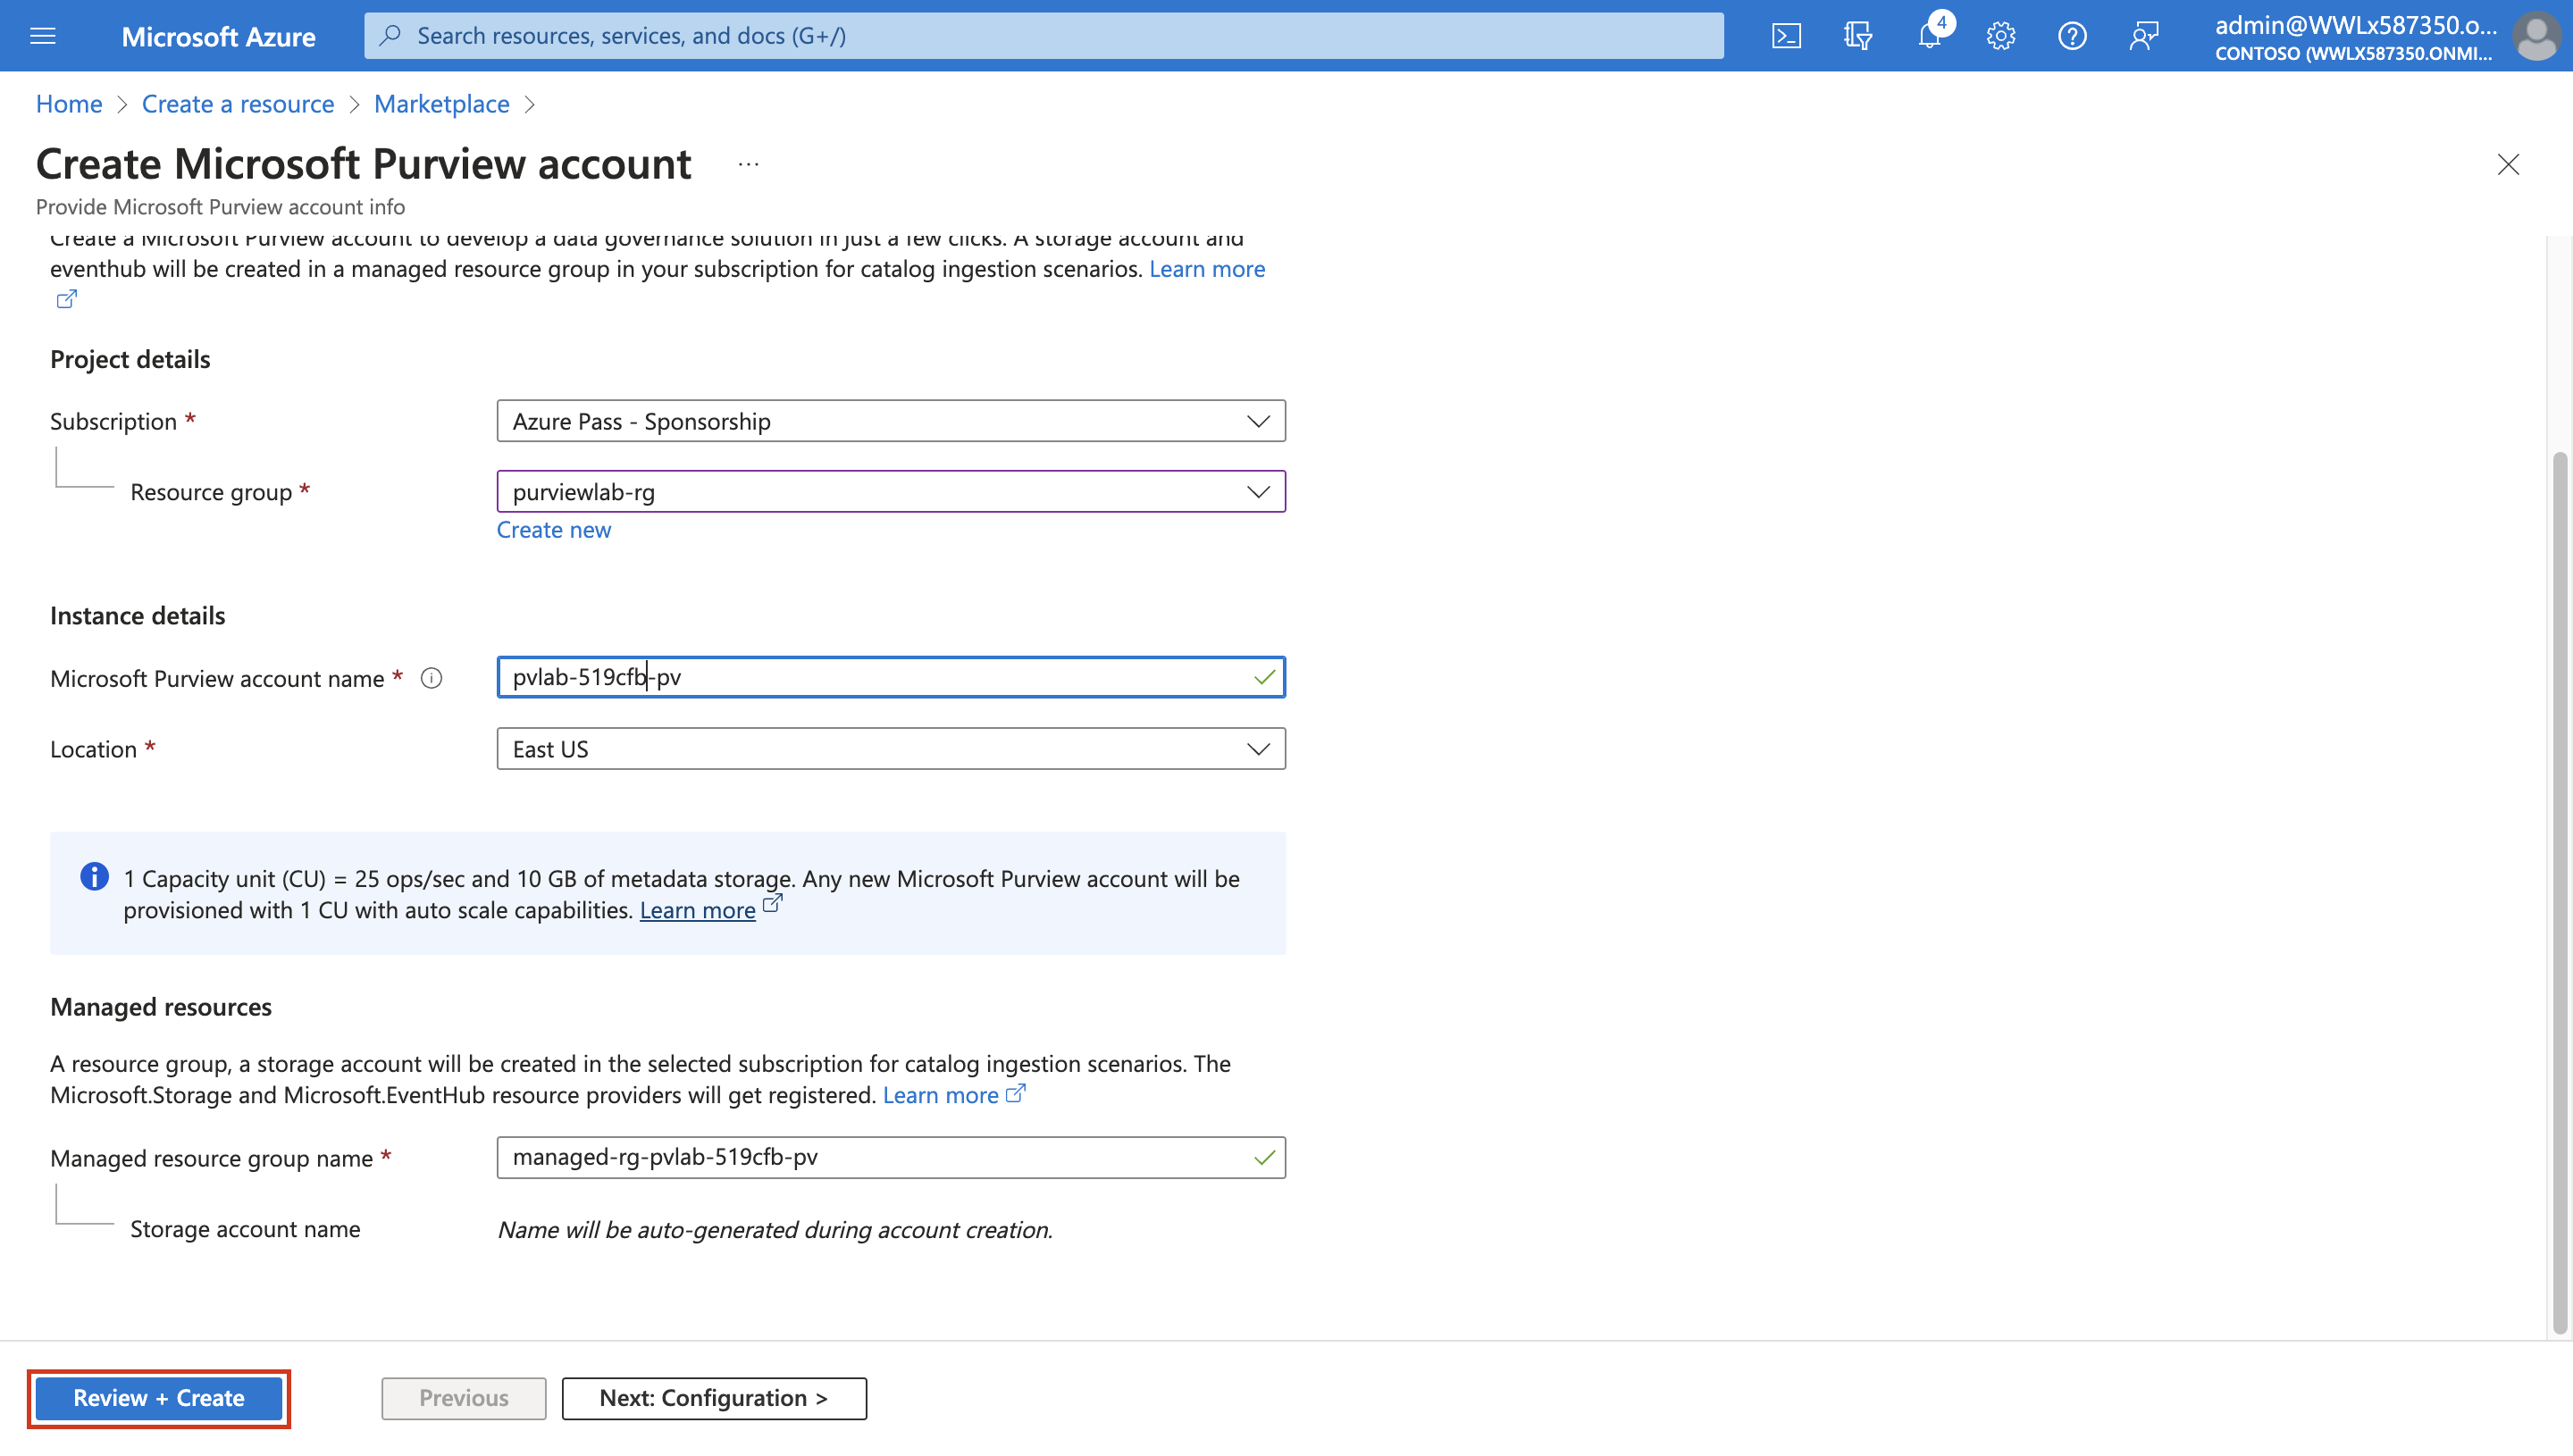 Microsoft Azure
Search resources, services, and docs (G+/)
4
admin@WWLx587350.o...
CONTOSO (WWLX587350.ONMI...
Home > Create a resource > Marketplace >
Create Microsoft Purview account ...
Provide Microsoft Purview account info
Create a Microsoft Purview account to develop a data governance solution in just a few clicks. A storage account and
eventhub will be created in a managed resource group in your subscription for catalog ingestion scenarios. Learn more
Project details
Subscription *
Azure Pass - Sponsorship
Resource group *
purviewlab-rg
Create new
Instance details
Microsoft Purview account name *
pvlab-519cfb-pv
Location *
East US
1 Capacity unit (CU) = 25 ops/sec and 10 GB of metadata storage. Any new Microsoft Purview account will be
provisioned with 1 CU with auto scale capabilities. Learn more
Managed resources
A resource group, a storage account will be created in the selected subscription for catalog ingestion scenarios. The
Microsoft.Storage and Microsoft.EventHub resource providers will get registered. Learn more
Managed resource group name *
managed-rg-pvlab-519cfb-pv
Storage account name
Name will be auto-generated during account creation.
Review + Create
Previous
Next: Configuration >